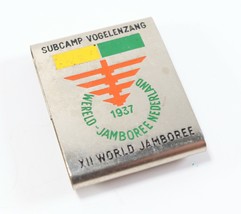 SUBCAMP VOGELENZANG
1937
WERELD-JAMBOREE NEDERLAND
XII WORLD JAMBOREE